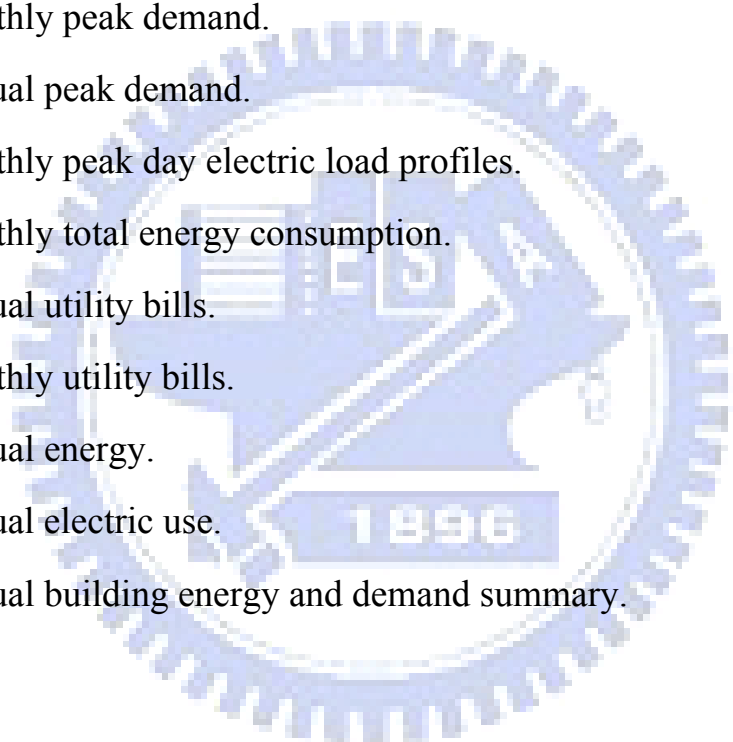 thly peak demand.
ual peak demand.
thly peak day electric load profiles.
thly total energy consumption.
ual utility bills.
thly utility bills.
ual energy.
ual electric use.
ual building energy and demand summary.
E S A
1896